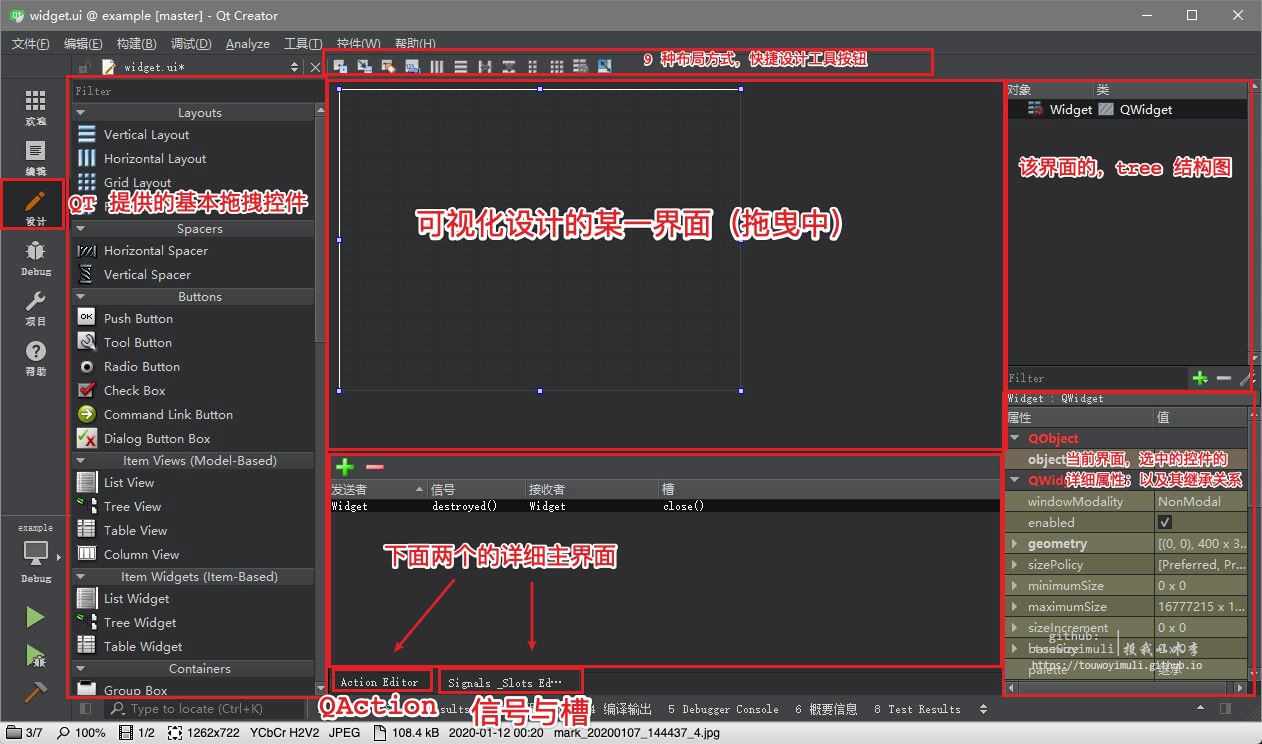 widget.ui @ example [master] - Qt Creator
文件(F) 编辑(E) 构建(B) 调试(D) Analyze 工具(T) 控件(W) 帮助(H)
widget.ui*
9 种布局方式，快捷设计工具按钮
欢迎
编辑
设计
Debug
项目
帮助
example
Debug
Filter
Layouts
Vertical Layout
Horizontal Layout
Grid Layout
QT 提供的基本拖拽控件
Spacers
Horizontal Spacer
Vertical Spacer
Buttons
Push Button
Tool Button
Radio Button
Check Box
Command Link Button
Dialog Button Box
Item Views (Model-Based)
List View
Tree View
Table View
Column View
Item Widgets (Item-Based)
List Widget
Tree Widget
Table Widget
Containers
Group Box
可视化设计的某一界面（拖曳中）
发送者 信号 接收者 槽
Widget destroyed() Widget close()
下面两个的详细主界面
Action Editor Signals _Slots Ed…
QAction 信号与槽
对象 类
Widget QWidget
该界面的，tree 结构图
Filter
Widget : QWidget
属性 值
QObject
object
当前界面，选中的控件的
QWid
详细属性；以及其继承关系
windowModality NonModal
enabled
geometry [(0, 0), 400 x 3...
sizePolicy [Preferred, Pr...
minimumSize 0 x 0
maximumSize 16777215 x 1...
sizeIncrement 0 x 0
baseSize 0 x 0
palette 继承
github:
touwoyimuli 投我以木李
https://touwoyimuli.github.io
Type to locate (Ctrl+K) 4 编译输出 5 Debugger Console 6 概要信息 8 Test Results
3/7 100% 1/2 1262x722 YCbCr H2V2 JPEG 108.4 kB 2020-01-12 00:20 mark_20200107_144437_4.jpg